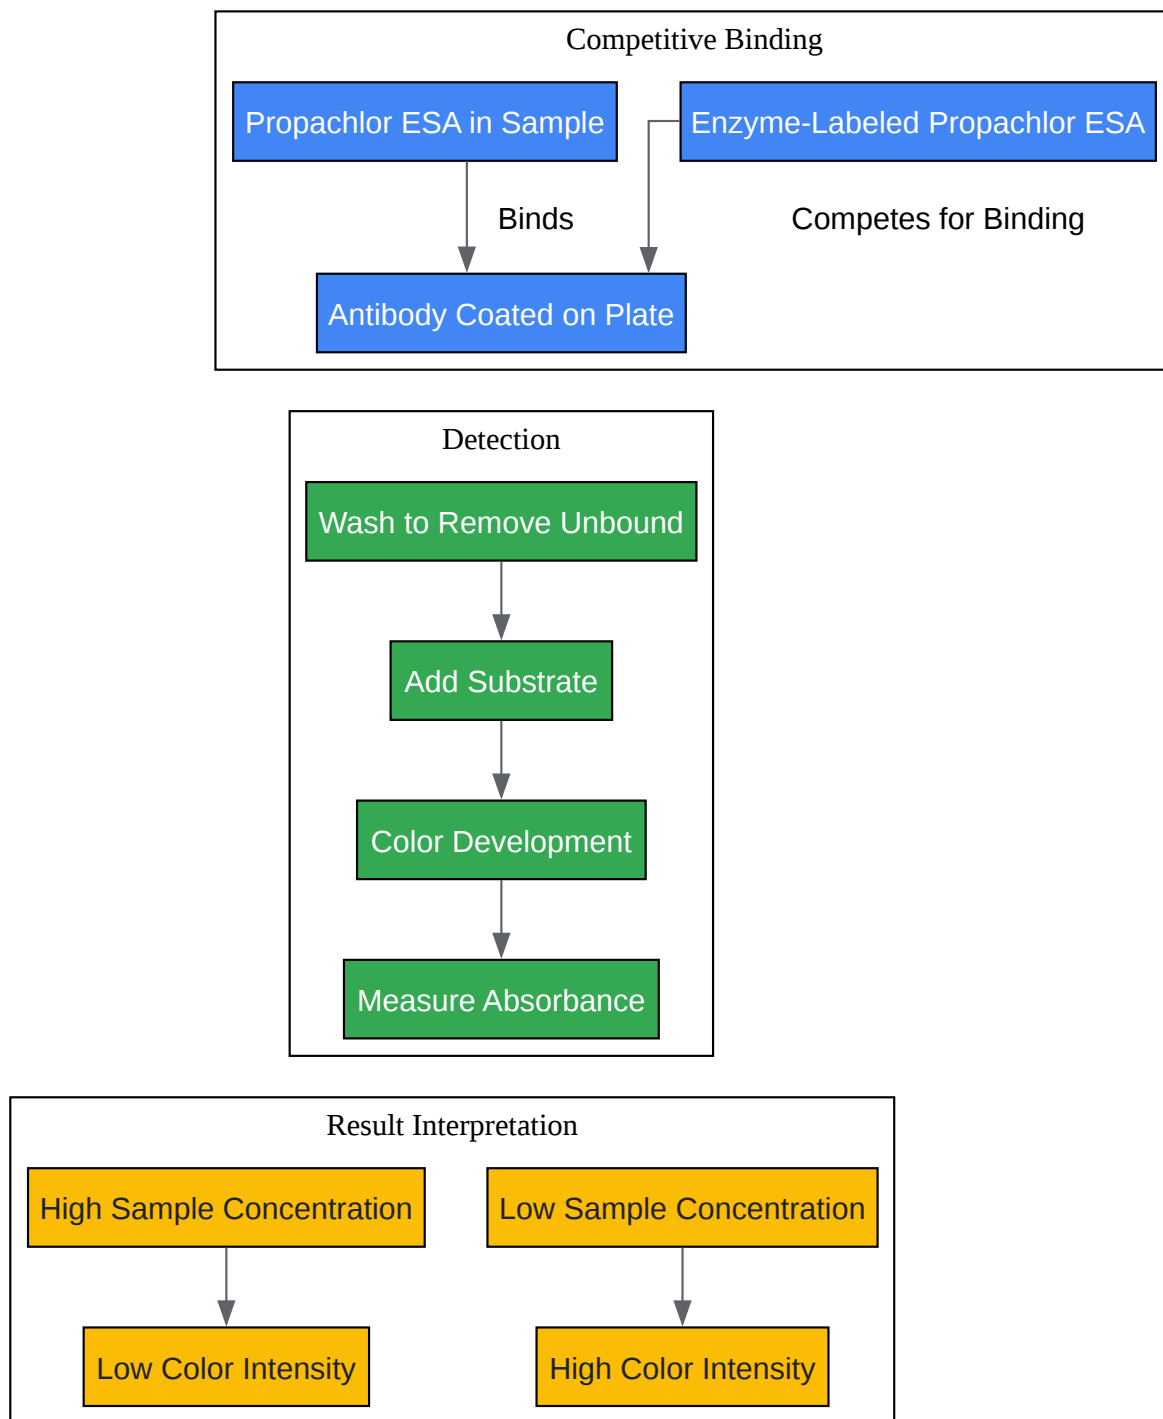 Competitive Binding
Propachlor ESA in Sample
Enzyme-Labeled Propachlor ESA
Binds
Competes for Binding
Antibody Coated on Plate
Detection
Wash to Remove Unbound
Add Substrate
Color Development
Measure Absorbance
Result Interpretation
High Sample Concentration
Low Sample Concentration
Low Color Intensity
High Color Intensity